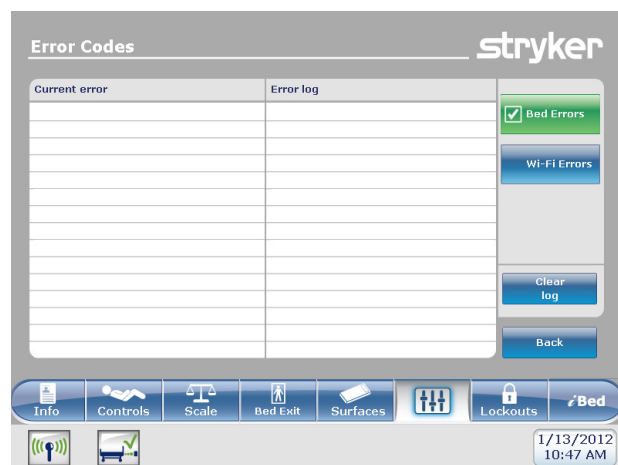 Error Codes
stryker
Current error
Error log
Bed Errors
Wi-Fi Errors
Clear
log
Back
Info
Controls
Scale
Bed Exit
Surfaces
Lockouts
iBed
1/13/2012
10:47 AM